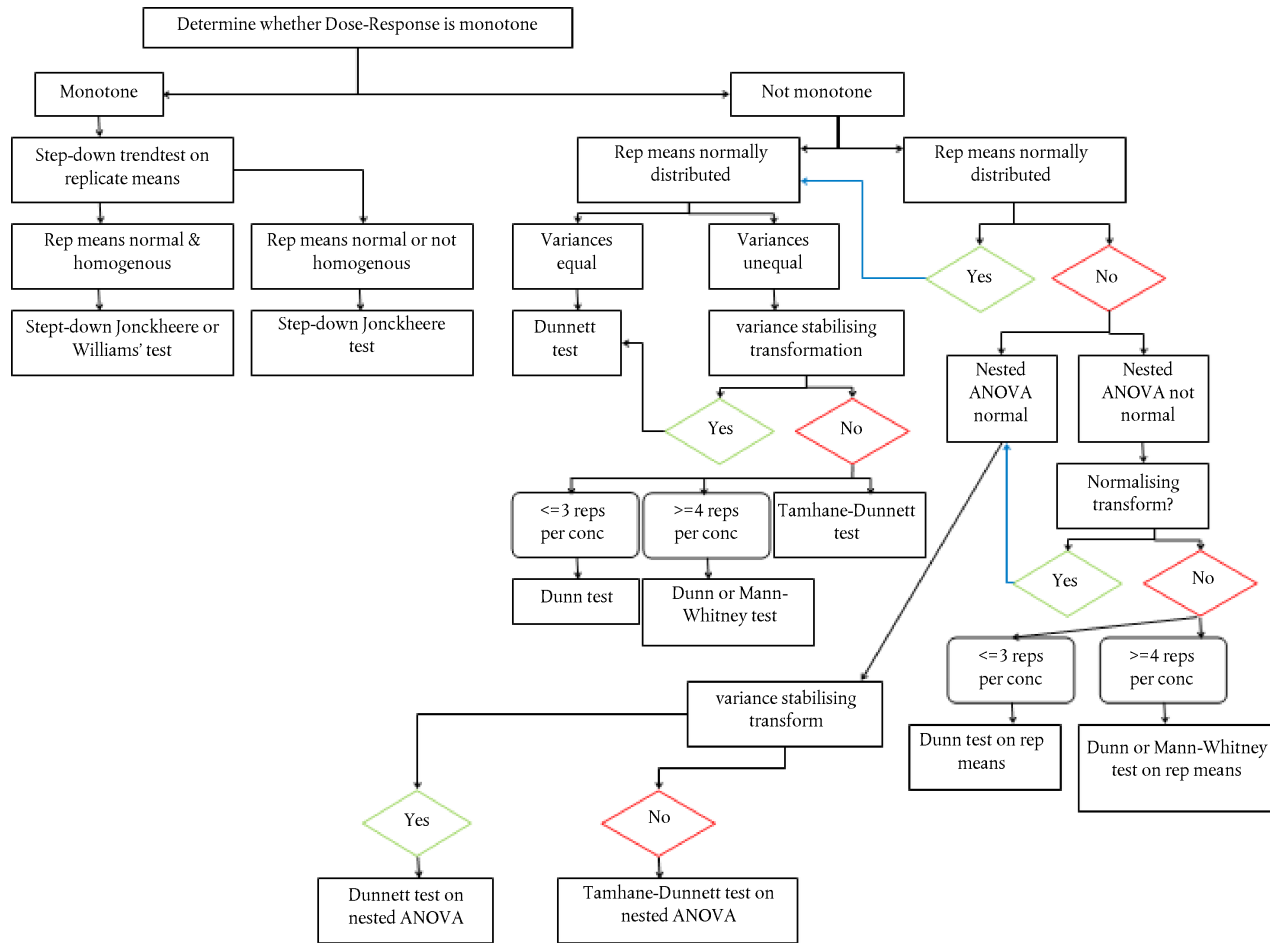 Determine whether Dose-Response is monotone
Monotone
Not monotone
Step-down trendtest on
replicate means
Rep means normally
distributed
Rep means normally
distributed
Rep means normal &
homogenous
Rep means normal or not
homogenous
Variances
equal
Variances
unequal
Yes
No
Stept-down Jonckheere or
Williams' test
Step-down Jonckheere
test
Dunnett
test
variance stabilising
transformation
Nested
ANOVA
normal
Nested
ANOVA not
normal
Yes
No
<=3 reps
per conc
>=4 reps
per conc
Tamhane-Dunnett
test
Normalising
transform?
Dunn test
Dunn or Mann-
Whitney test
Yes
No
<=3 reps
per conc
>=4 reps
per conc
variance stabilising
transform
Dunn test on rep
means
Dunn or Mann-Whitney
test on rep means
Yes
No
Dunnett test on
nested ANOVA
Tamhane-Dunnett test on
nested ANOVA